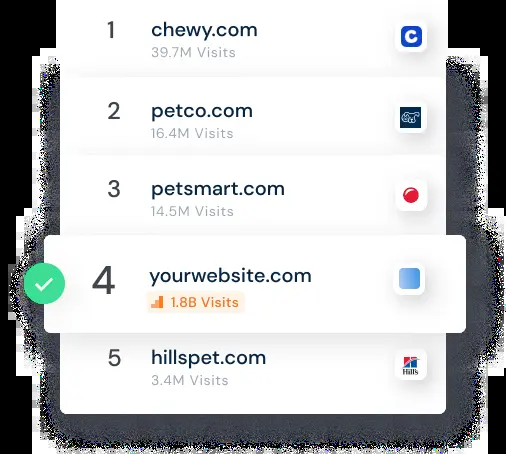 1
chewy.com
39.7M Visits
C
2
petco.com
16.4M Visits
3
petsmart.com
14.5M Visits
4
yourwebsite.com
1.8B Visits
5
hillspet.com
3.4M Visits
Hill's